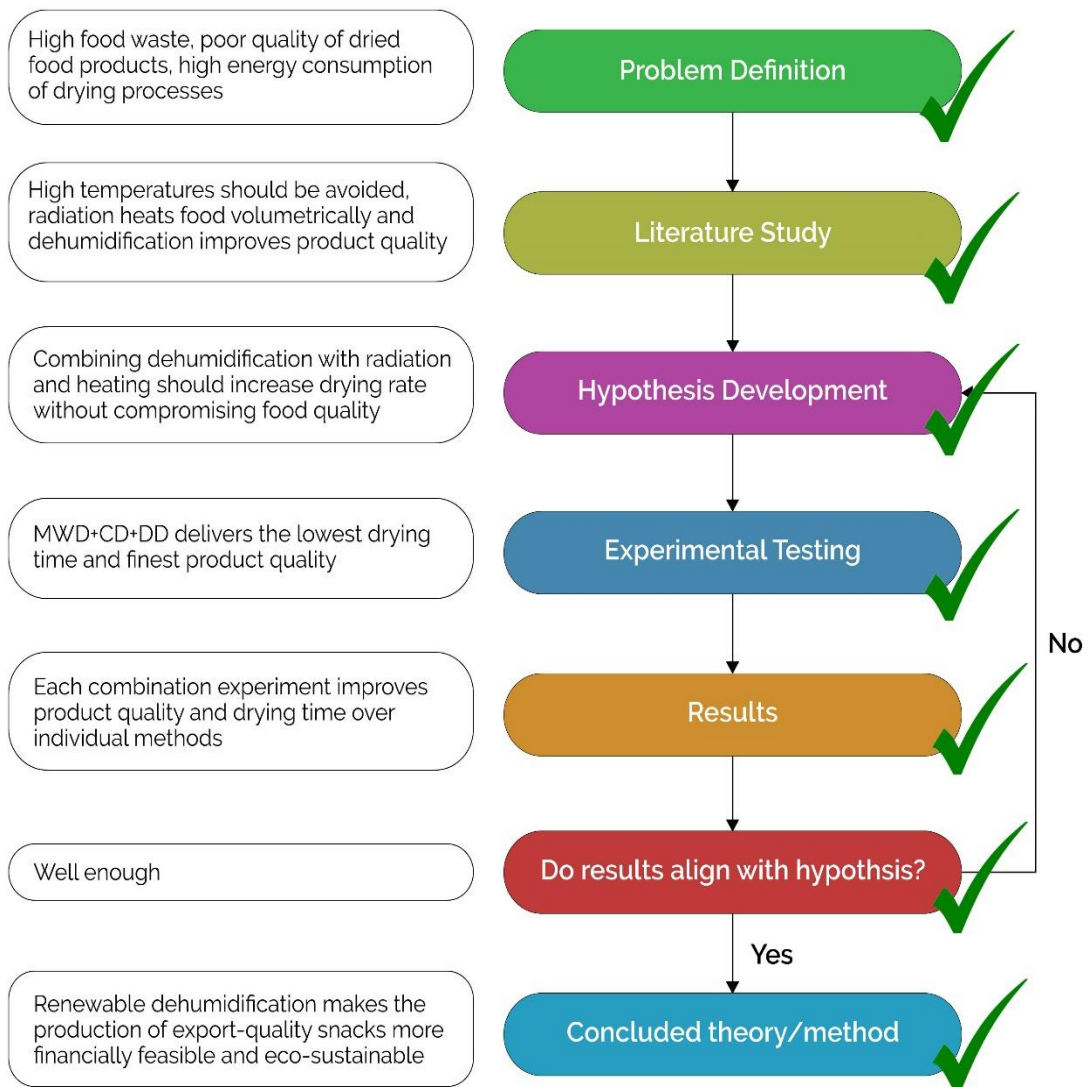 High food waste, poor quality of dried
food products, high energy consumption
of drying processes
Problem Definition
High temperatures should be avoided,
radiation heats food volumetrically and
dehumidification improves product quality
Literature Study
Combining dehumidification with radiation
and heating should increase drying rate
without compromising food quality
Hypothesis Development
MWD+CD+DD delivers the lowest drying
time and finest product quality
Experimental Testing
No
Each combination experiment improves
product quality and drying time over
individual methods
Results
Well enough
Do results align with hypothsis?
Yes
Renewable dehumidification makes the
production of export-quality snacks more
financially feasible and eco-sustainable
Concluded theory/method